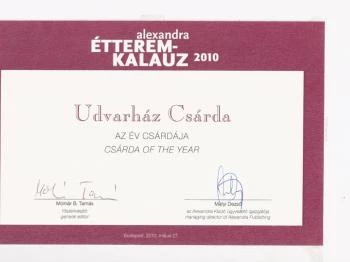 alexandra
ÉTTEREM-
KALAUZ 2010
Udvarház Csárda
AZ ÉV CSÁRDÁJA
CSÁRDA OF THE YEAR
Molnár B. Tamás
főszerkesztő
general editor
Mátyi Dezső
az Alexandra Kiadó ügyvezető igazgatója
managing director of Alexandra Publishing
Budapest, 2010. május 27.